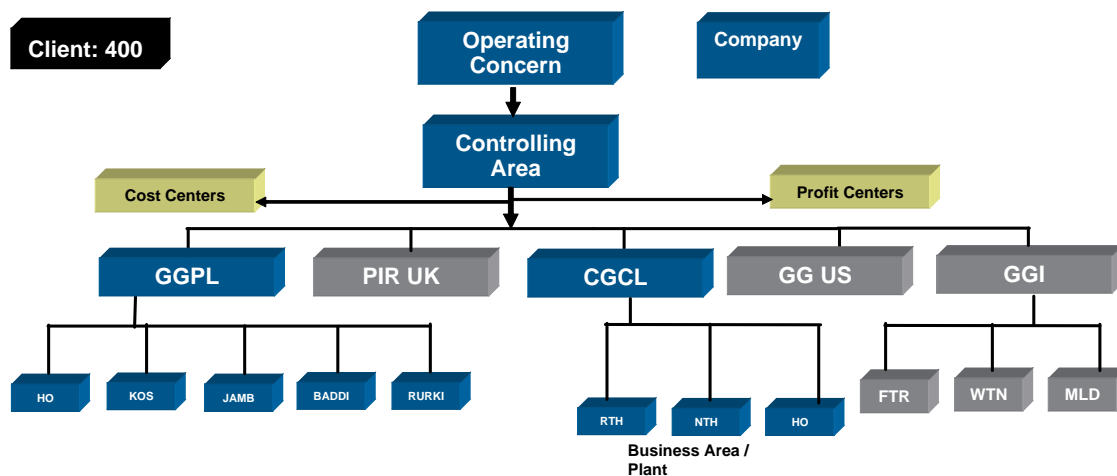 Client: 400
Operating
Concern
Company
Controlling
Area
Cost Centers
Profit Centers
GGPL
PIR UK
CGCL
GG US
GGI
HO
KOS
JAMB
BADDI
RURKI
RTH
NTH
HO
FTR
WTN
MLD
Business Area /
Plant